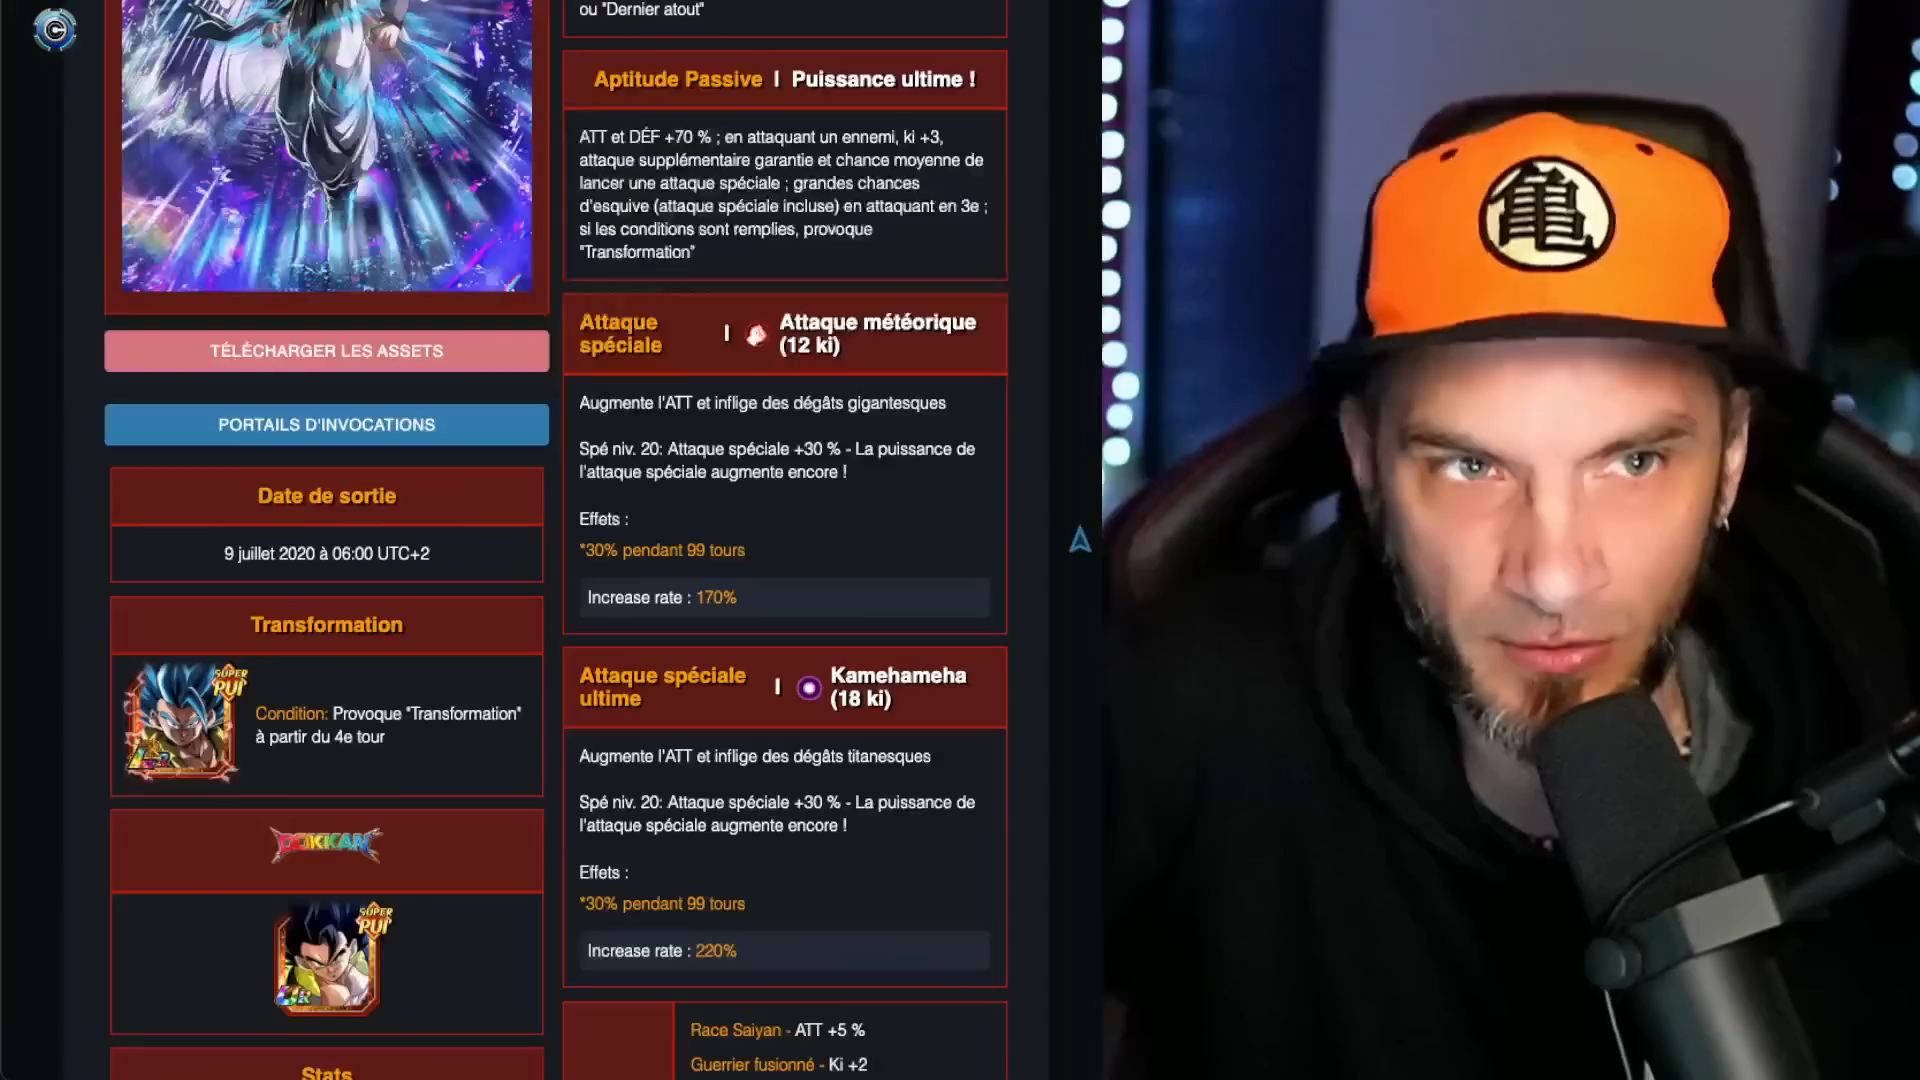 ou "Dernier atout"
Aptitude Passive | Puissance ultime !
ATT et DÉF +70 % ; en attaquant un ennemi, ki +3,
attaque supplémentaire garantie et chance moyenne de
lancer une attaque spéciale ; grandes chances
d'esquive (attaque spéciale incluse) en attaquant en 3e ;
si les conditions sont remplies, provoque
"Transformation"
Attaque spéciale | Attaque météorique (12 ki)
Augmente l'ATT et inflige des dégâts gigantesques
Spé niv. 20: Attaque spéciale +30 % - La puissance de
l'attaque spéciale augmente encore !
Effets :
*30% pendant 99 tours
Increase rate : 170%
Attaque spéciale ultime | Kamehameha (18 ki)
Augmente l'ATT et inflige des dégâts titanesques
Spé niv. 20: Attaque spéciale +30 % - La puissance de
l'attaque spéciale augmente encore !
Effets :
*30% pendant 99 tours
Increase rate : 220%
Race Saiyan - ATT +5 %
Guerrier fusionné - Ki +2
TÉLÉCHARGER LES ASSETS
PORTAILS D'INVOCATIONS
Date de sortie
9 juillet 2020 à 06:00 UTC+2
Transformation
SUPER
PUI
LR
Condition: Provoque "Transformation"
à partir du 4e tour
DOKKAN
SUPER
PUI
UR
Stats
亀